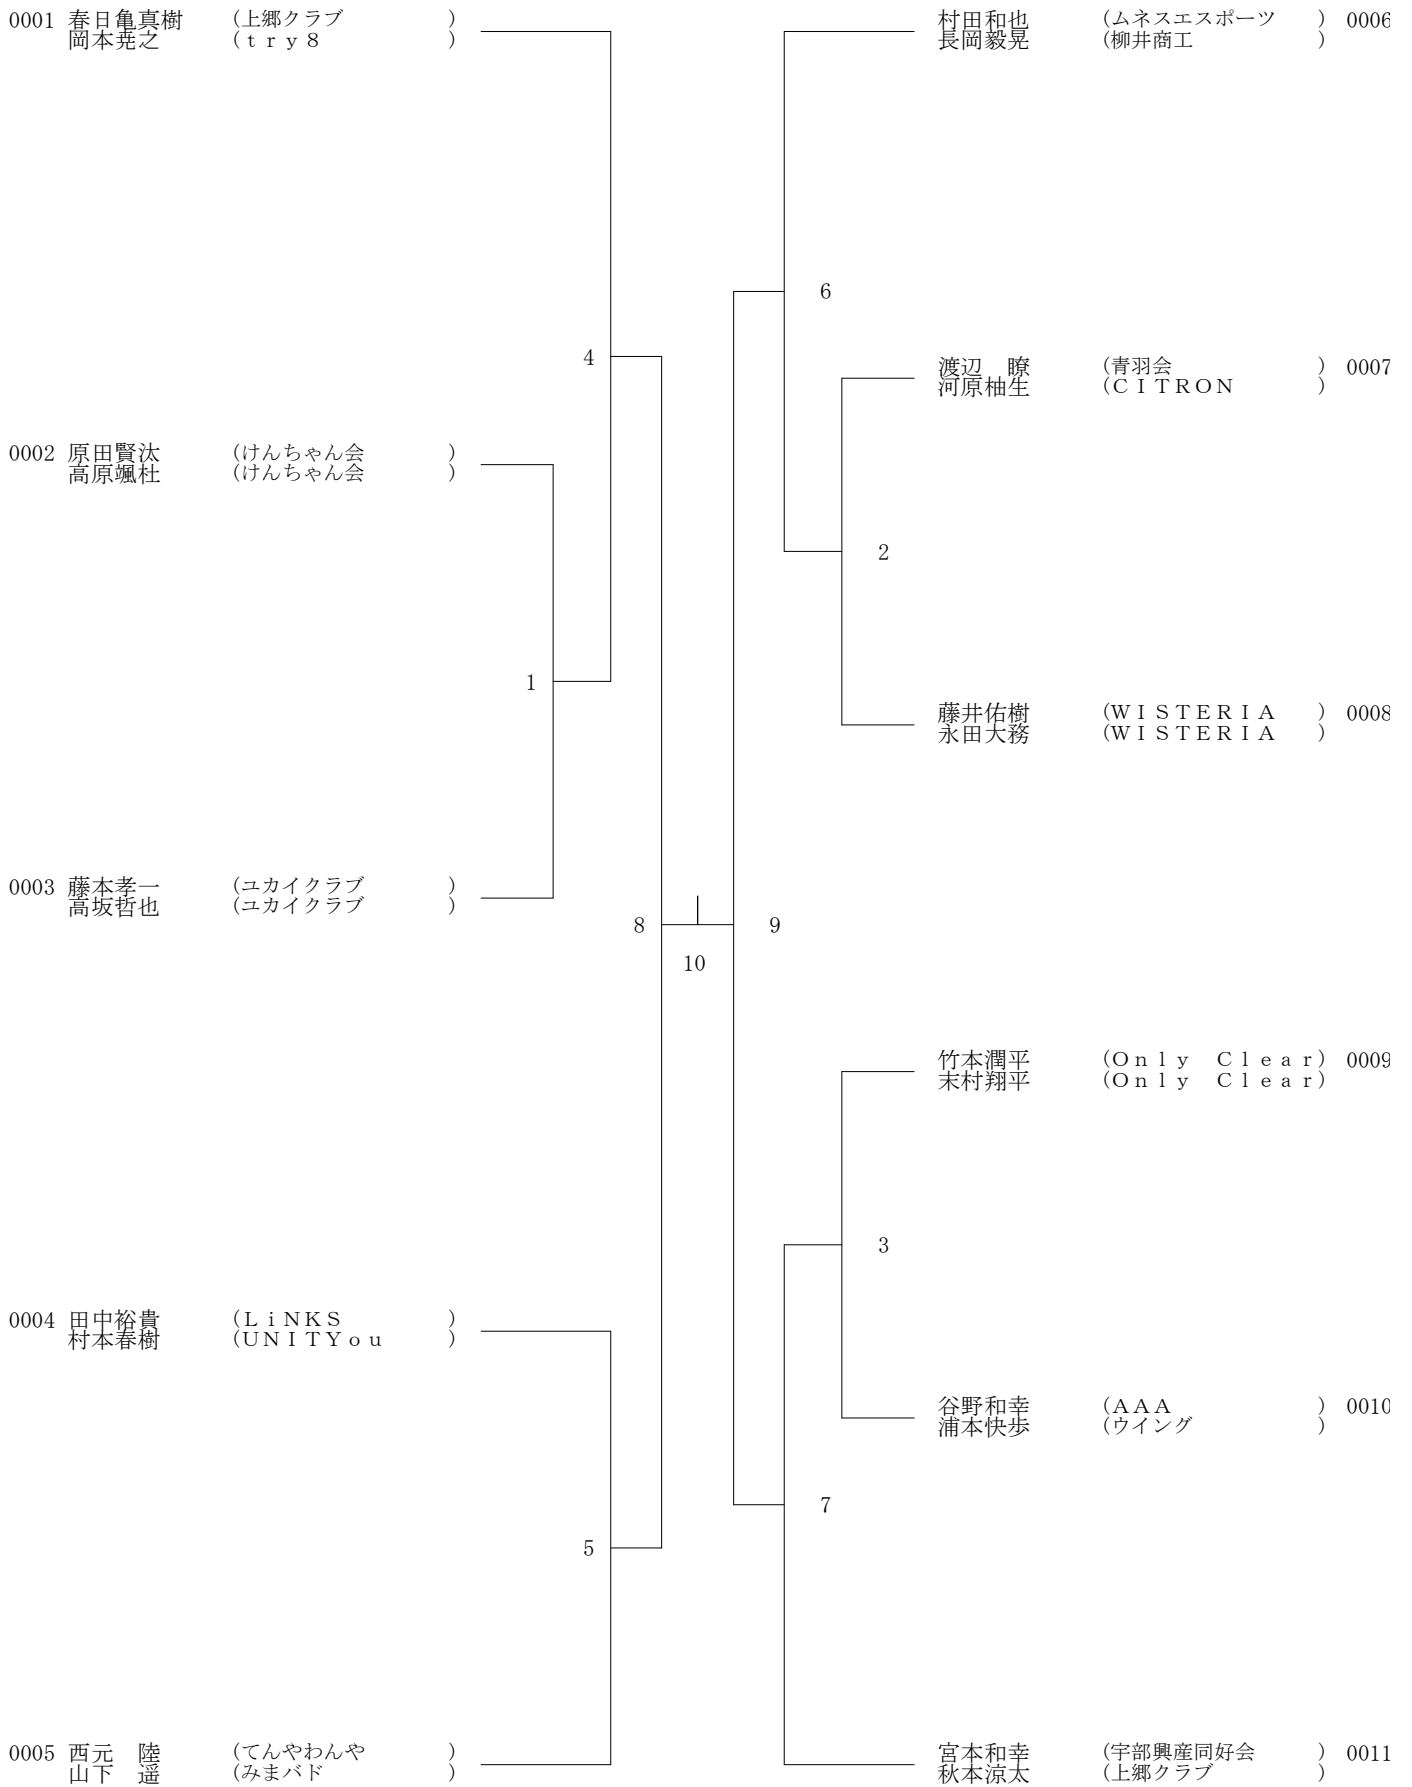 0001 春日亀真樹 (上郷クラブ )
岡本尭之 (ｔｒｙ８ )
0002 原田賢汰 (けんちゃん会 )
高原颯杜 (けんちゃん会 )
0003 藤本孝一 (ユカイクラブ )
高坂哲也 (ユカイクラブ )
0004 田中裕貴 (ＬｉＮＫＳ )
村本春樹 (ＵＮＩＴＹｏｕ )
0005 西元　陸 (てんやわんや )
山下　遥 (みまバド )
4
1
8
5
10
9
6
2
3
7
村田和也 (ムネスエスポーツ ) 0006
長岡毅晃 (柳井商工 )
渡辺　瞭 (青羽会 ) 0007
河原柚生 (ＣＩＴＲＯＮ )
藤井佑樹 (ＷＩＳＴＥＲＩＡ ) 0008
永田大務 (ＷＩＳＴＥＲＩＡ )
竹本潤平 (Ｏｎｌｙ　Ｃｌｅａｒ) 0009
末村翔平 (Ｏｎｌｙ　Ｃｌｅａｒ)
谷野和幸 (ＡＡＡ ) 0010
浦本快歩 (ウイング )
宮本和幸 (宇部興産同好会 ) 0011
秋本涼太 (上郷クラブ )